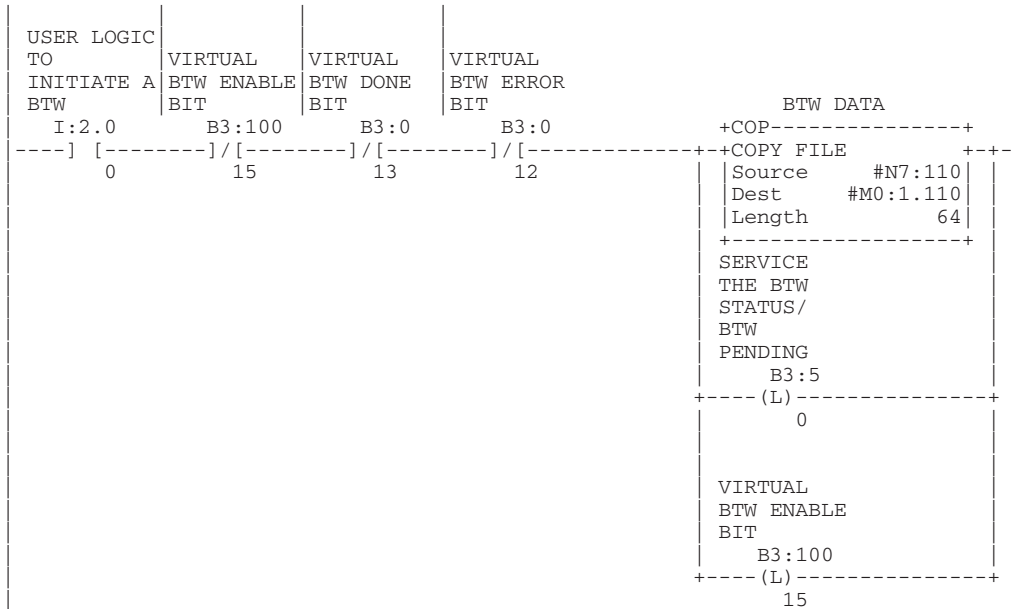 |                |              |             |
| USER LOGIC|              |             |
| TO          |VIRTUAL    |VIRTUAL  |VIRTUAL
| INITIATE A|BTW ENABLE|BTW DONE  |BTW ERROR
| BTW        |BIT        |BIT      |BIT                    BTW DATA
|   I:2.0       B3:100       B3:0       B3:0             +COP---------------+
|----] [--------]/[--------]/[--------]/[-------------+-+COPY FILE         +-+-
|       0          15          13         12            | |Source     #N7:110| |
|                                                     | |Dest     #M0:1.110| |
|                                                     | |Length          64| |
|                                                     | +------------------+ |
|                                                     | SERVICE              |
|                                                     | THE BTW              |
|                                                     | STATUS/              |
|                                                     | BTW                  |
|                                                     | PENDING              |
|                                                     |     B3:5             |
|                                                     +----(L)---------------+
|                                                     |       0              |
|                                                     |                      |
|                                                     |                      |
|                                                     | VIRTUAL              |
|                                                     | BTW ENABLE           |
|                                                     | BIT                  |
|                                                     |    B3:100            |
|                                                     +----(L)---------------+
|                                                            15